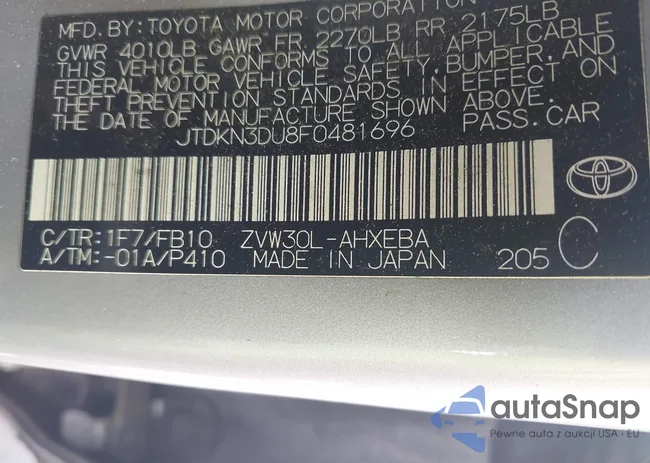 MFD. BY: TOYOTA MOTOR CORPORATION
GVWR 4010LB GAWR FR 2270LB RR 2175LB
THIS VEHICLE CONFORMS TO ALL APPLICABLE
FEDERAL MOTOR VEHICLE SAFETY, BUMPER, AND
THEFT PREVENTION STANDARDS IN EFFECT ON
THE DATE OF MANUFACTURE SHOWN ABOVE.
JTDKN3DU8F0481696 PASS. CAR
C/TR: 1F7/FB10 ZVW30L-AHXEBA
A/TM: -01A/P410 MADE IN JAPAN 205 C
autaSnap
Pewne auta z aukcji USA i EU